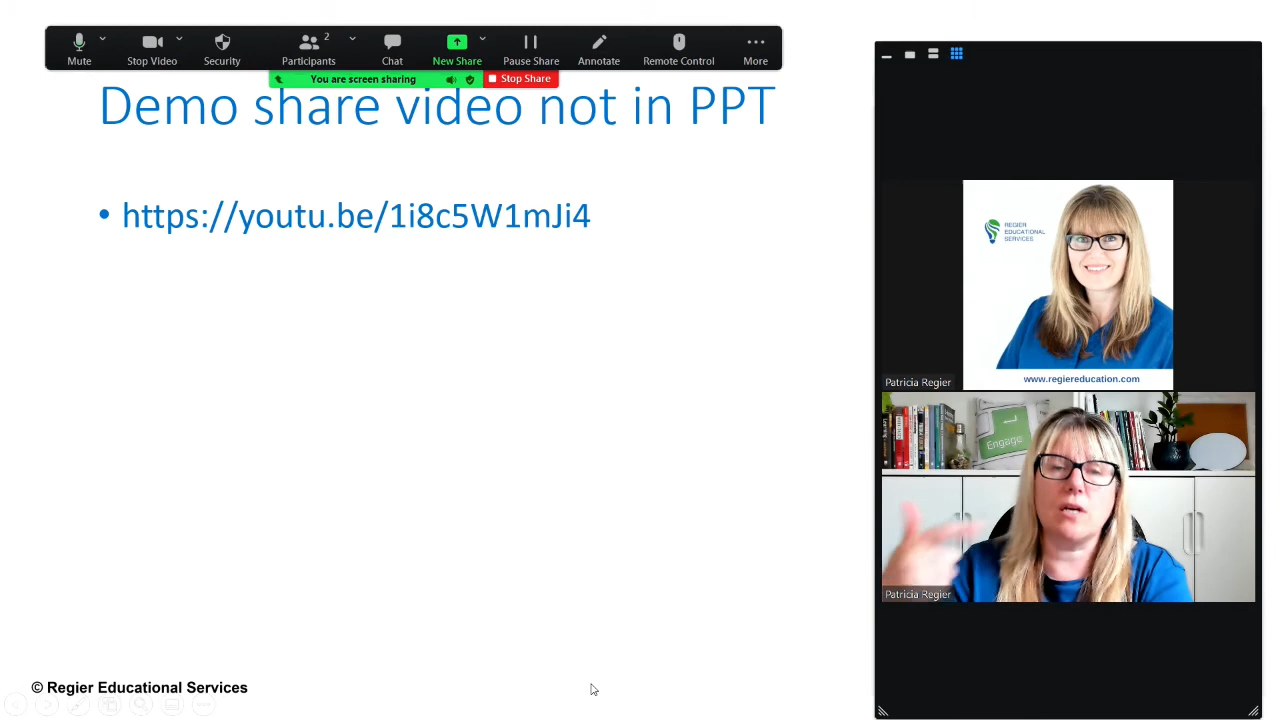 Mute
Stop Video
Security
2
Participants
Chat
New Share
Pause Share
Annotate
Remote Control
More
You are screen sharing
Stop Share
Demo share video not in PPT
• https://youtu.be/1i8c5W1mJi4
REGIER
EDUCATIONAL
SERVICES
www.regiereducation.com
Patricia Regier
Engage
Patricia Regier
© Regier Educational Services